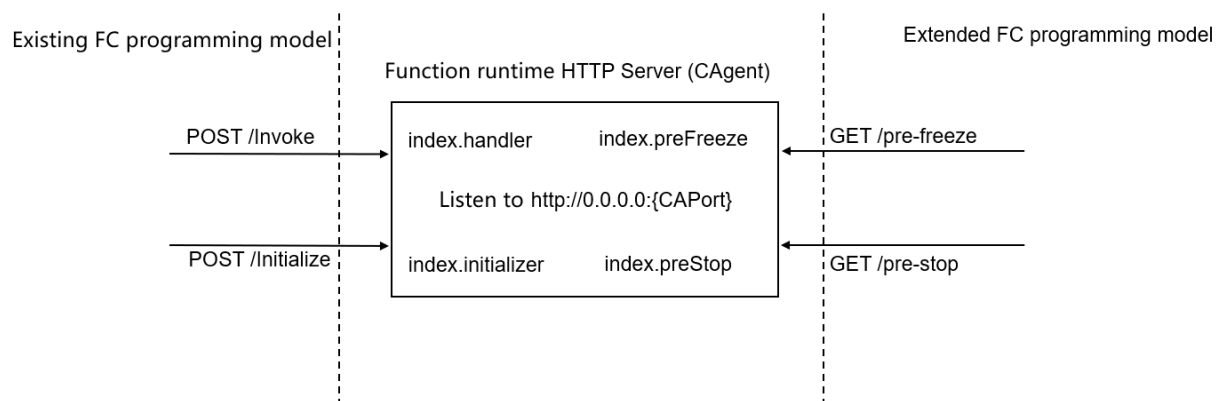 Existing FC programming model
Extended FC programming model
Function runtime HTTP Server (CAgent)
POST /Invoke
index.handler
index.preFreeze
GET /pre-freeze
Listen to http://0.0.0.0:{CAPort}
POST /Initialize
index.initializer
index.preStop
GET /pre-stop